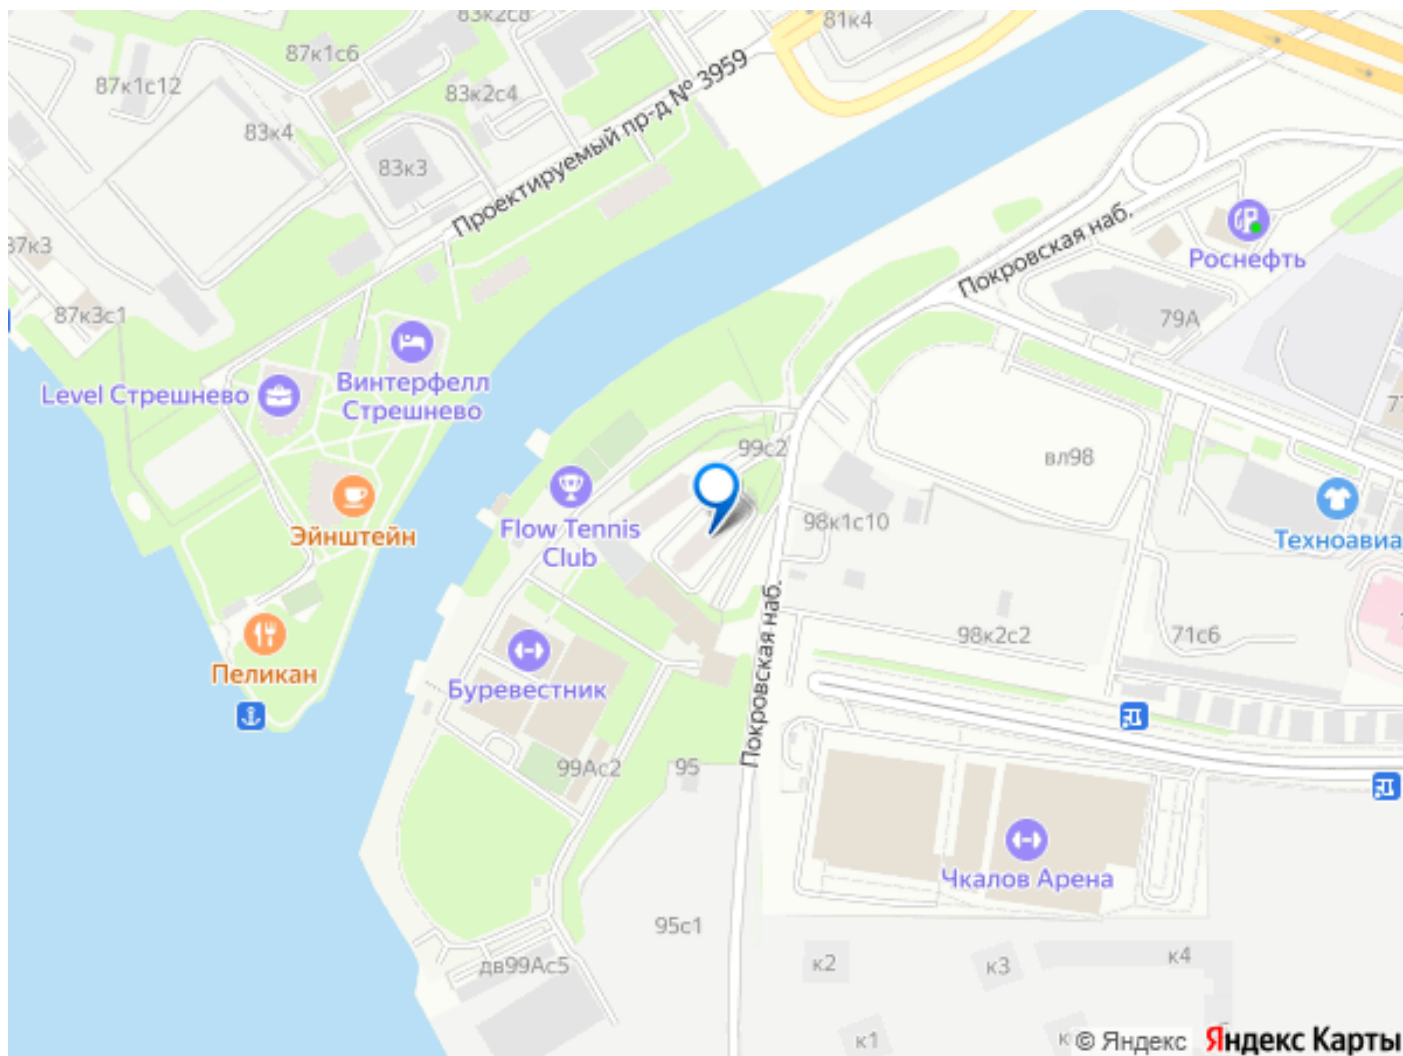 83к2с8
81к4
87к1с6
87к1с12
83к2с4
Проектируемый пр-д № 3959
83к4
83к3
Покровская наб.
Роснефть
87к3с1
79А
Level Стрешнево
Винтерфелл
Стрешнево
99с2
вл98
Flow Tennis
Club
98к1с10
Эйнштейн
Техноавиа
Покровская наб.
98к2с2
71с6
Пеликан
Буревестник
99Ас2
95
Чкалов Арена
95с1
дв99Ас5
к2
к3
к4
к1
© Яндекс
Яндекс Карты